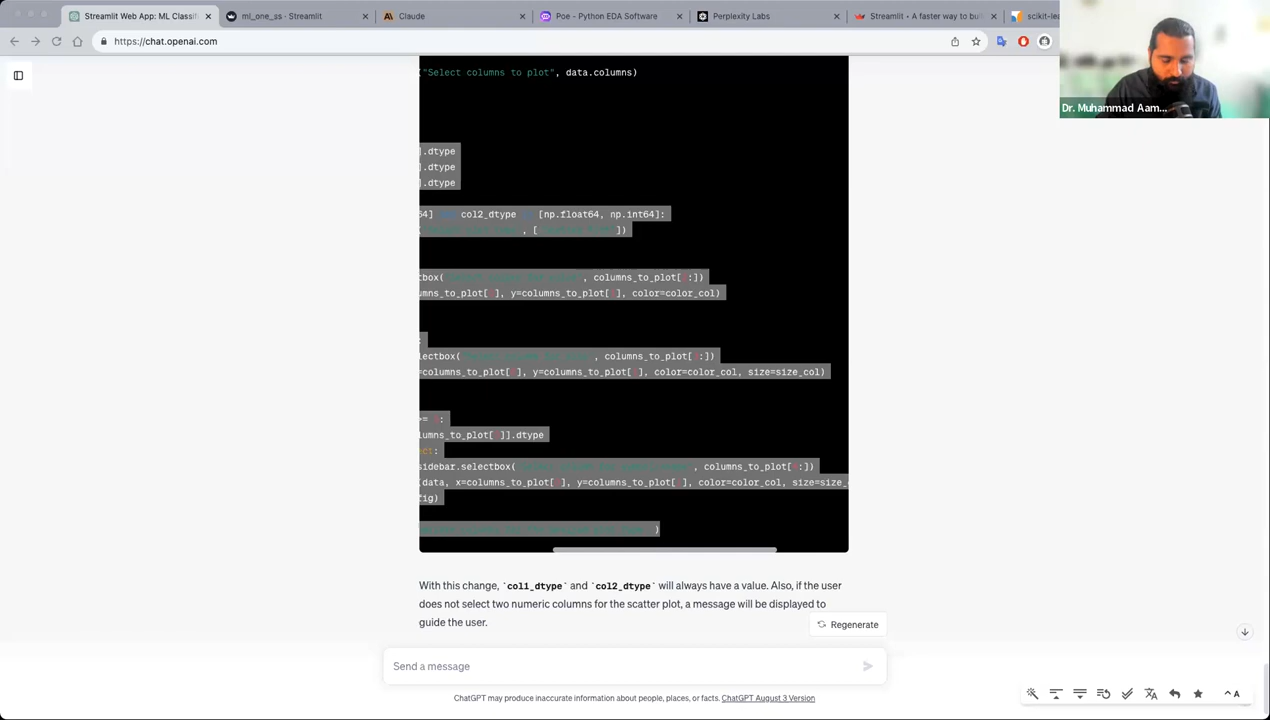 Streamlit Web App: ML Classif
ml_one_ss · Streamlit
Claude
Poe - Python EDA Software
Perplexity Labs
Streamlit • A faster way to bu
scikit-lea
https://chat.openai.com
Dr. Muhammad Aam...
("Select columns to plot", data.columns)
].dtype
].dtype
].dtype
64] col2_dtype [np.float64, np.int64]:
, [ ])
tbox( , columns_to_plot[ :])
umns_to_plot[ ], y=columns_to_plot[ ], color=color_col)
:
lectbox( , columns_to_plot[ :])
=columns_to_plot[ ], y=columns_to_plot[ ], color=color_col, size=size_col)
>= :
lumns_to_plot[ ]].dtype
ect:
sidebar.selectbox( , columns_to_plot[ :])
(data, x=columns_to_plot[ ], y=columns_to_plot[ ], color=color_col, size=size_c
fig)
)
With this change, `col1_dtype` and `col2_dtype` will always have a value. Also, if the user
does not select two numeric columns for the scatter plot, a message will be displayed to
guide the user.
Regenerate
Send a message
ChatGPT may produce inaccurate information about people, places, or facts. ChatGPT August 3 Version
A